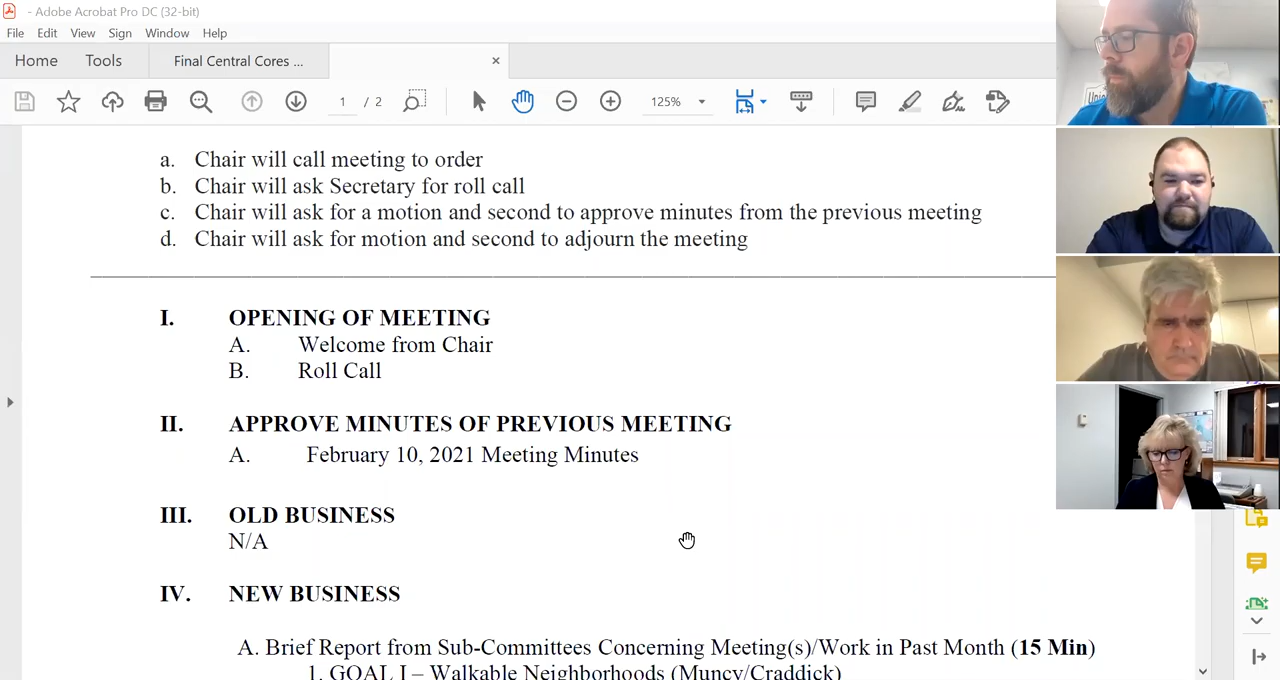 - Adobe Acrobat Pro DC (32-bit)
File Edit View Sign Window Help
Home Tools Final Central Cores ... ×
1 / 2 125%
a. Chair will call meeting to order
b. Chair will ask Secretary for roll call
c. Chair will ask for a motion and second to approve minutes from the previous meeting
d. Chair will ask for motion and second to adjourn the meeting
I. OPENING OF MEETING
A. Welcome from Chair
B. Roll Call
II. APPROVE MINUTES OF PREVIOUS MEETING
A. February 10, 2021 Meeting Minutes
III. OLD BUSINESS
N/A
IV. NEW BUSINESS
A. Brief Report from Sub-Committees Concerning Meeting(s)/Work in Past Month (15 Min)
1. GOAL I – Walkable Neighborhoods (Muncy/Craddick)